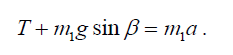 T + m₁g sin β = m₁a .